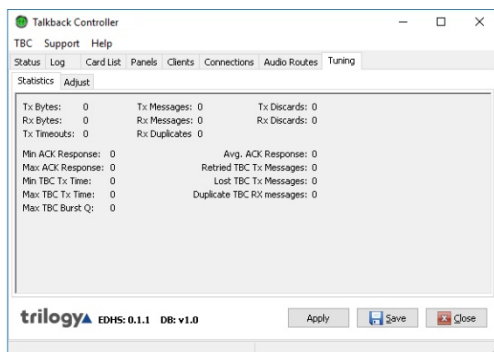 Talkback Controller
TBC Support Help
Status Log Card List Panels Clients Connections Audio Routes Tuning
Statistics Adjust
Tx Bytes: 0 Tx Messages: 0 Tx Discards: 0
Rx Bytes: 0 Rx Messages: 0 Rx Discards: 0
Tx Timeouts: 0 Rx Duplicates 0
Min ACK Response: 0 Avg. ACK Response: 0
Max ACK Response: 0 Retried TBC Tx Messages: 0
Min TBC Tx Time: 0 Lost TBC Tx Messages: 0
Max TBC Tx Time: 0 Duplicate TBC RX messages: 0
Max TBC Burst Q: 0
trilogy EDHS: 0.1.1 DB: v1.0 Apply Save Close